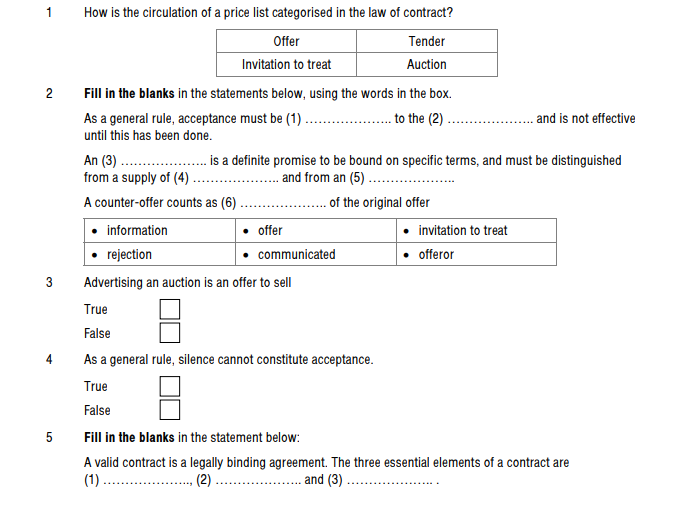 1 How is the circulation of a price list categorised in the law of contract?
Offer Tender
Invitation to treat Auction
2 Fill in the blanks in the statements below, using the words in the box.
As a general rule, acceptance must be (1) ………………. to the (2) ………………. and is not effective
until this has been done.
An (3) ………………. is a definite promise to be bound on specific terms, and must be distinguished
from a supply of (4) ………………. and from an (5) ……………….
A counter-offer counts as (6) ………………. of the original offer
• information • offer • invitation to treat
• rejection • communicated • offeror
3 Advertising an auction is an offer to sell
True
False
4 As a general rule, silence cannot constitute acceptance.
True
False
5 Fill in the blanks in the statement below:
A valid contract is a legally binding agreement. The three essential elements of a contract are
(1) ………………., (2) ………………. and (3) ………………. .